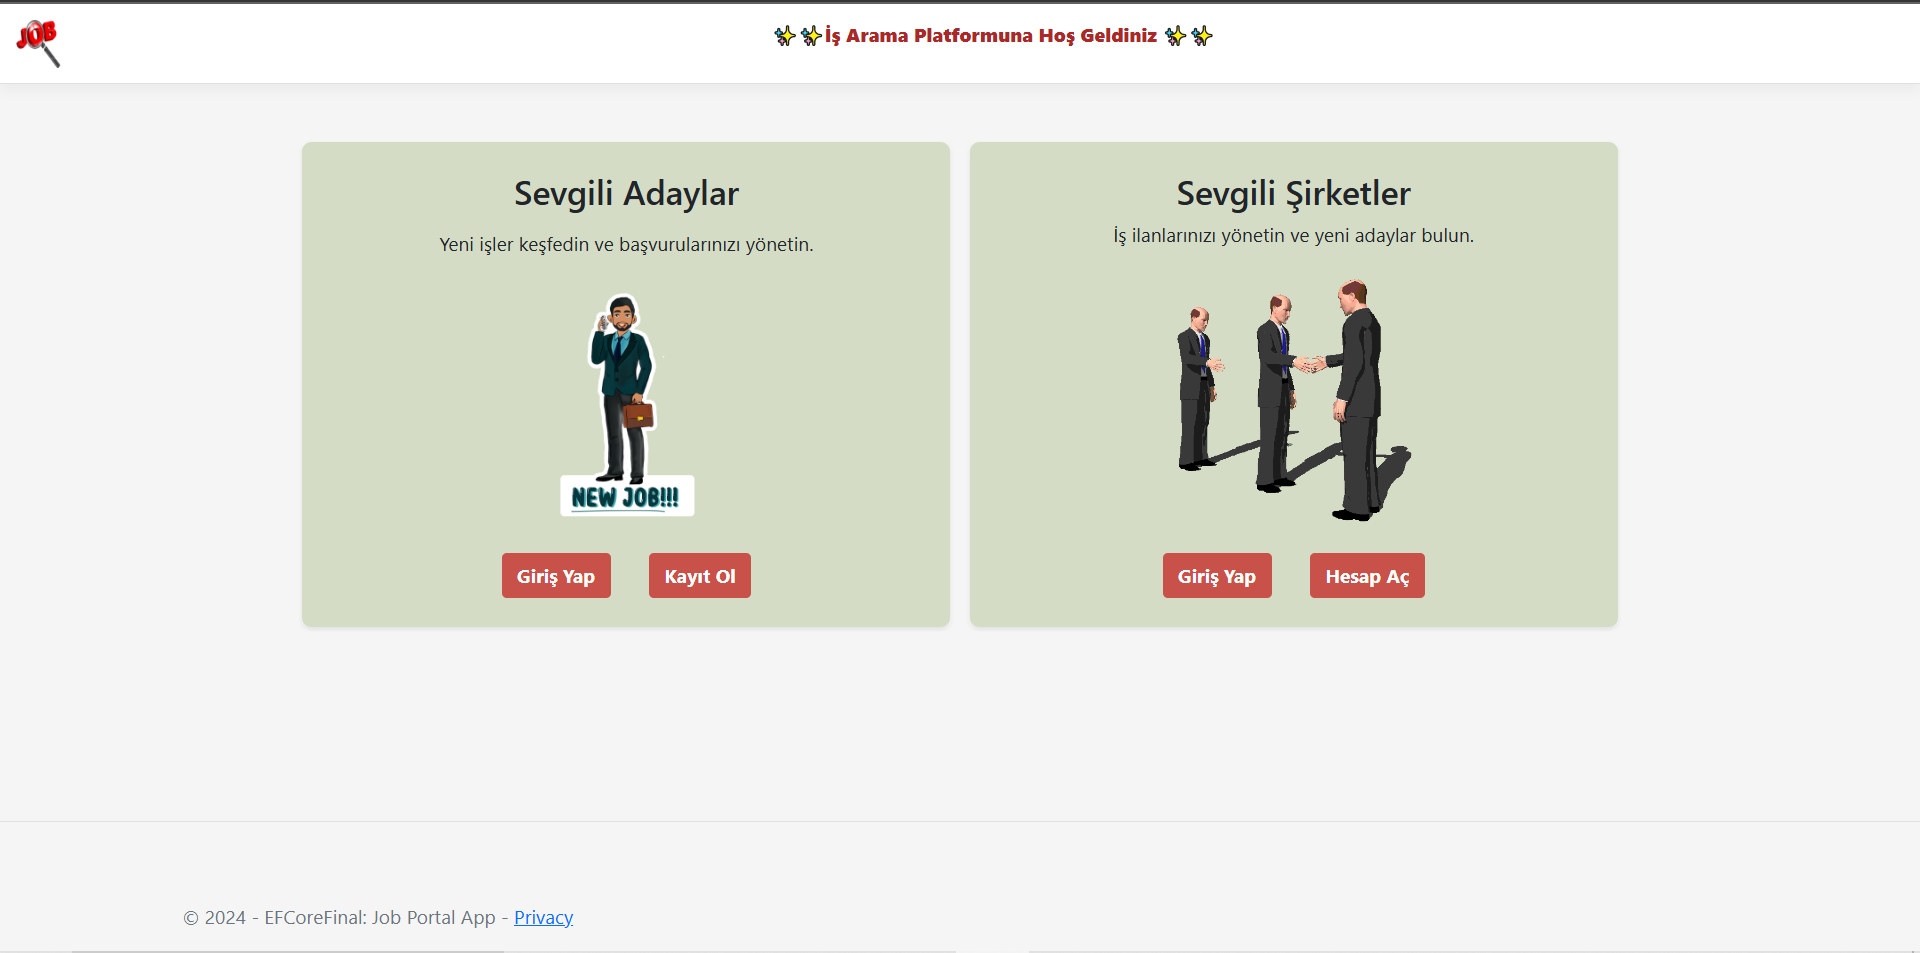 JOB
✨✨İş Arama Platformuna Hoş Geldiniz ✨✨
Sevgili Adaylar
Yeni işler keşfedin ve başvurularınızı yönetin.
NEW JOB!!!
Giriş Yap
Kayıt Ol
Sevgili Şirketler
İş ilanlarınızı yönetin ve yeni adaylar bulun.
Giriş Yap
Hesap Aç
© 2024 - EFCoreFinal: Job Portal App - Privacy